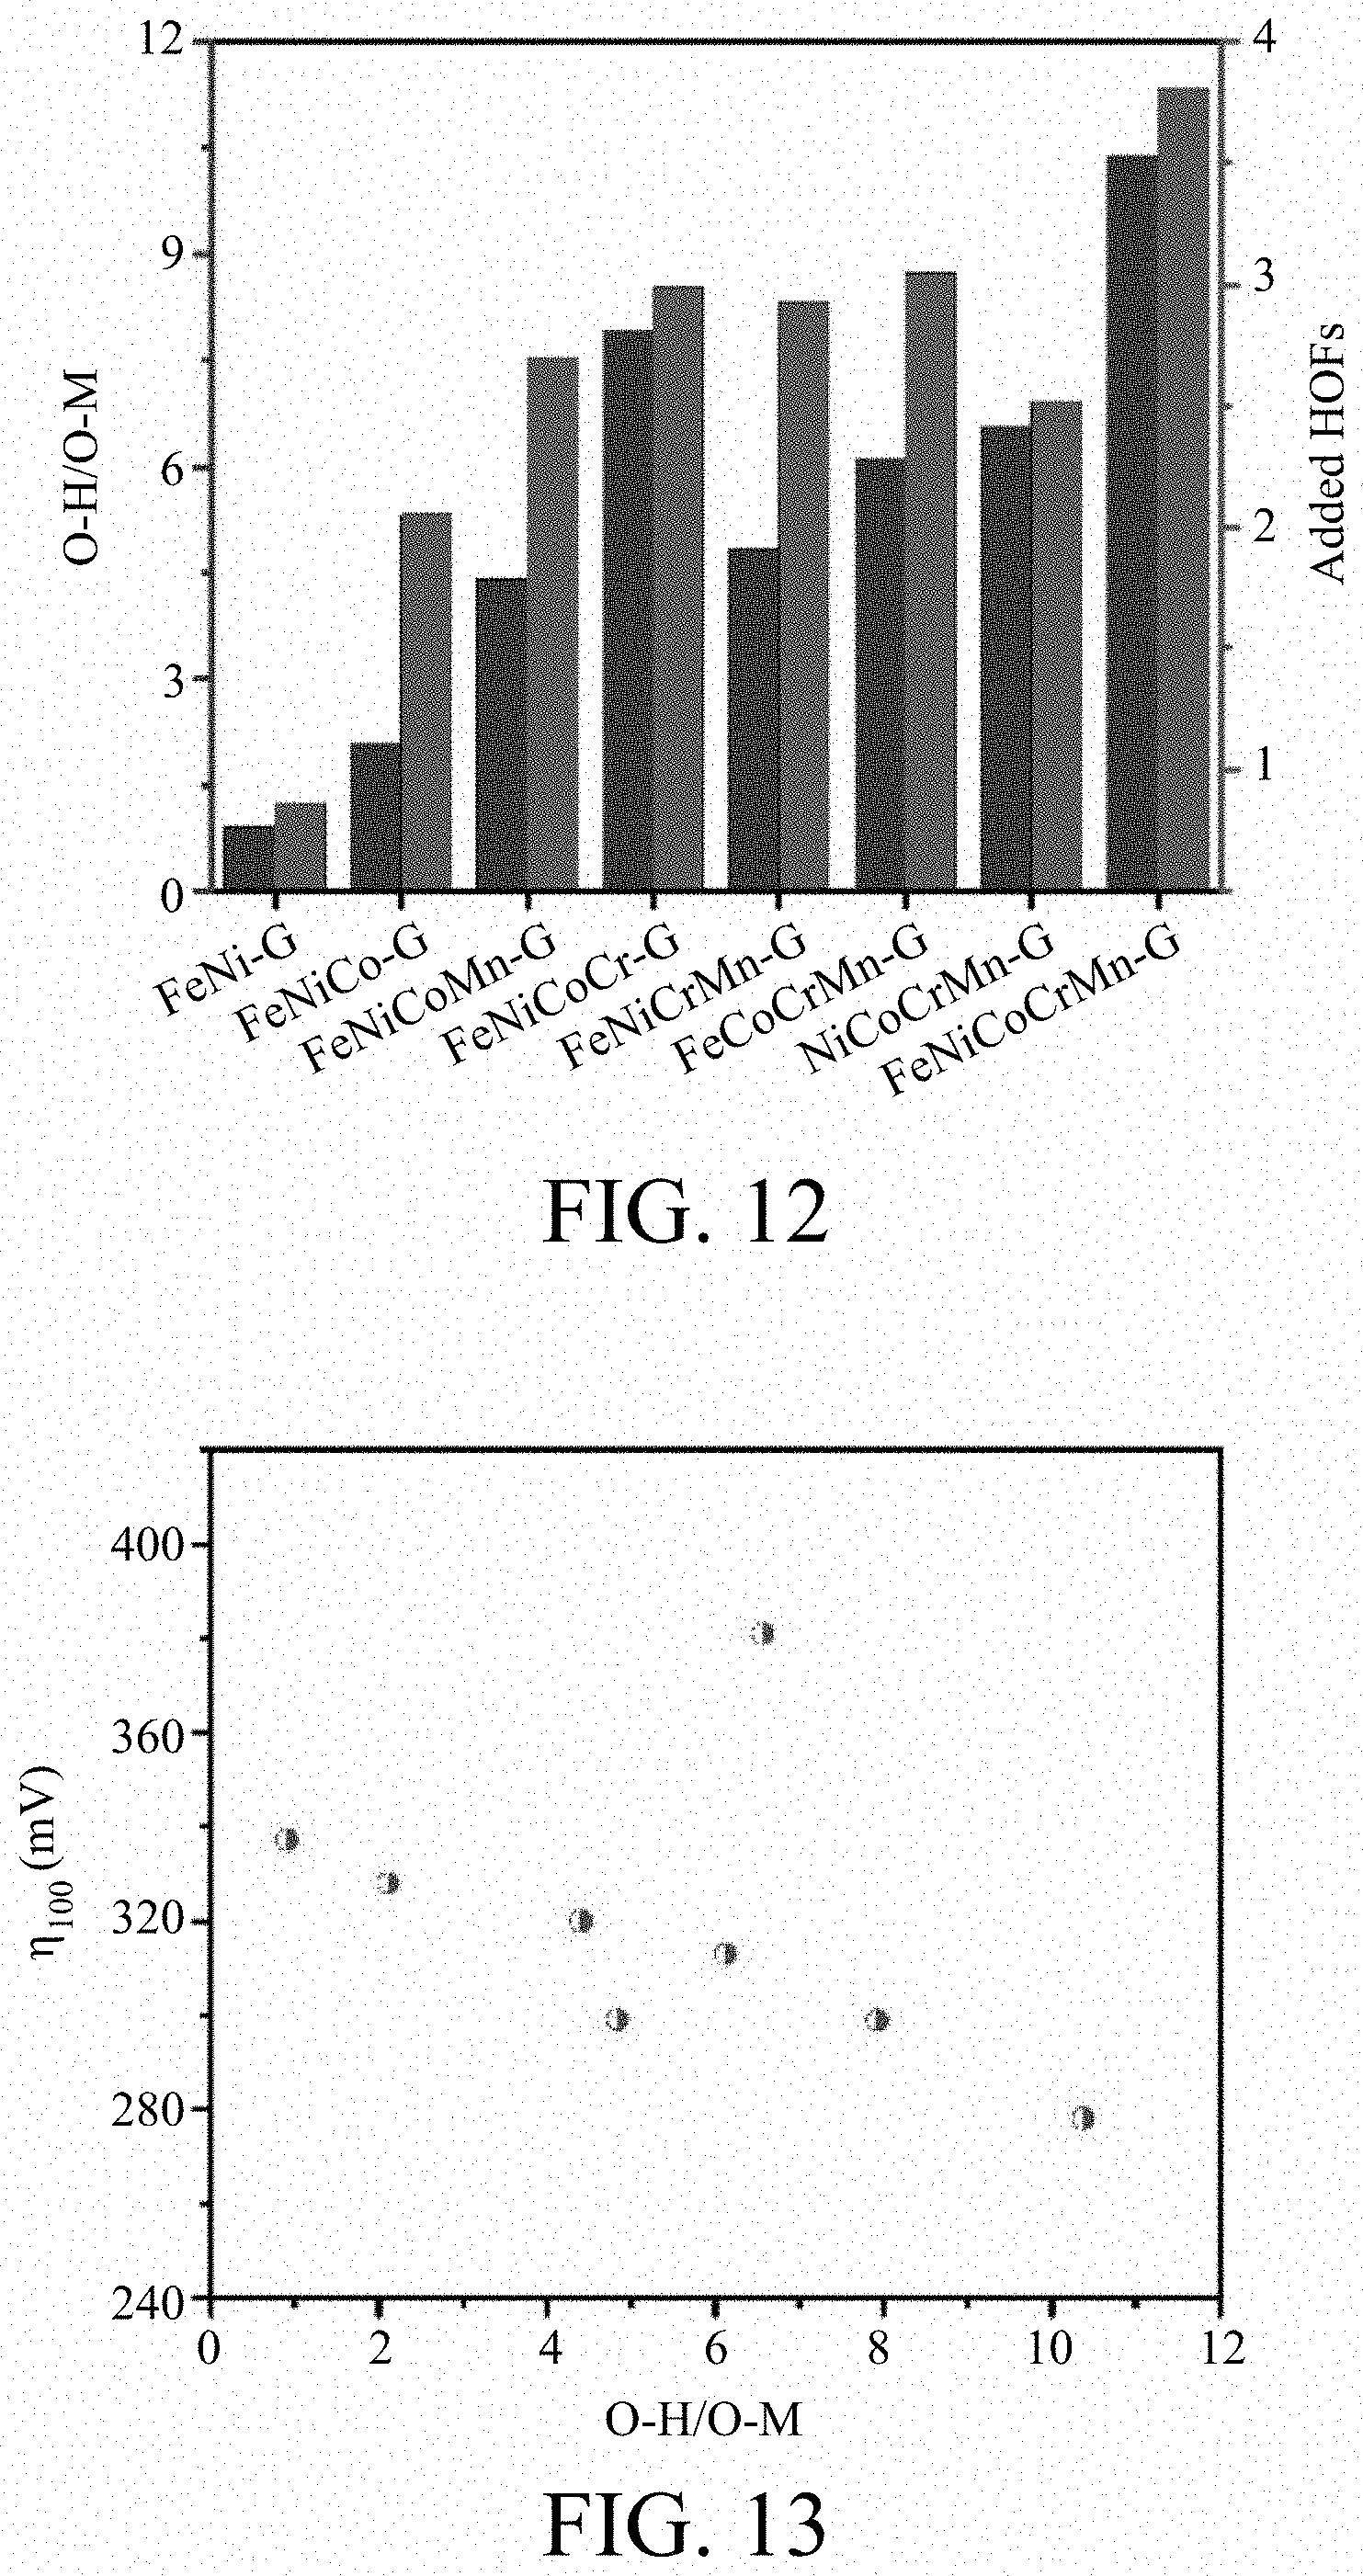 12
9
6
3
0
O-H/O-M
4
3
2
1
Added HOFs
FeNi-G
FeNiCo-G
FeNiCoMn-G
FeNiCoCr-G
FeNiCrMn-G
FeCoCrMn-G
NiCoCrMn-G
FeNiCoCrMn-G
FIG. 12
400
360
320
280
240
η100 (mV)
0 2 4 6 8 10 12
O-H/O-M
FIG. 13